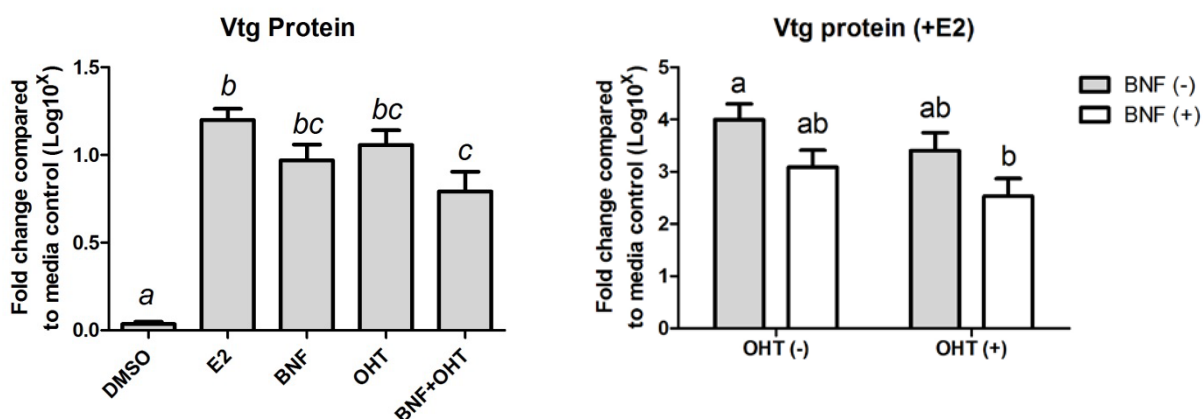 Vtg Protein
Fold change compared
to media control (Log10^X)
1.5
1.0
0.5
0.0
a
b
bc
bc
c
DMSO
E2
BNF
OHT
BNF+OHT
Vtg protein (+E2)
Fold change compared
to media control (Log10^X)
5
4
3
2
1
0
a
ab
ab
b
OHT (-)
OHT (+)
BNF (-)
BNF (+)